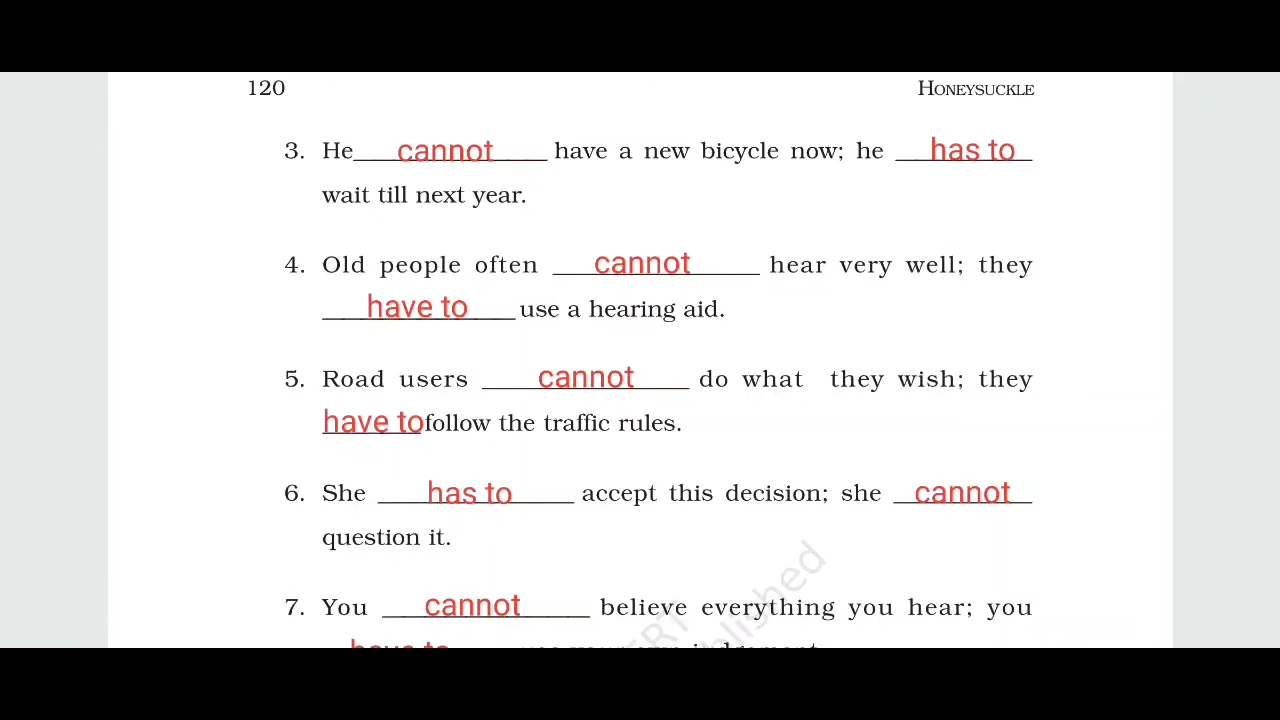 120 HONEYSUCKLE
3. He cannot have a new bicycle now; he has to
wait till next year.
4. Old people often cannot hear very well; they
have to use a hearing aid.
5. Road users cannot do what they wish; they
have to follow the traffic rules.
6. She has to accept this decision; she cannot
question it.
7. You cannot believe everything you hear; you
have to